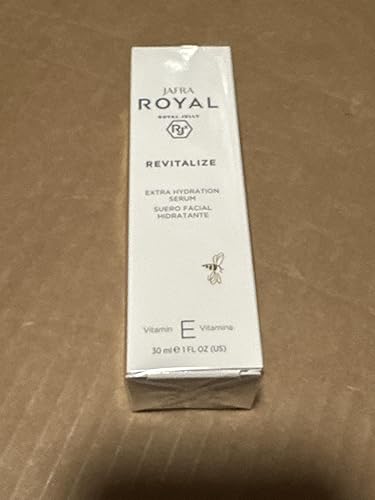 JAFRA
ROYAL
ROYAL JELLY
RJx
REVITALIZE
EXTRA HYDRATION
SERUM
SUERO FACIAL
HIDRATANTE
Vitamin E Vitamina
30 ml ℮ 1 FL OZ (US)